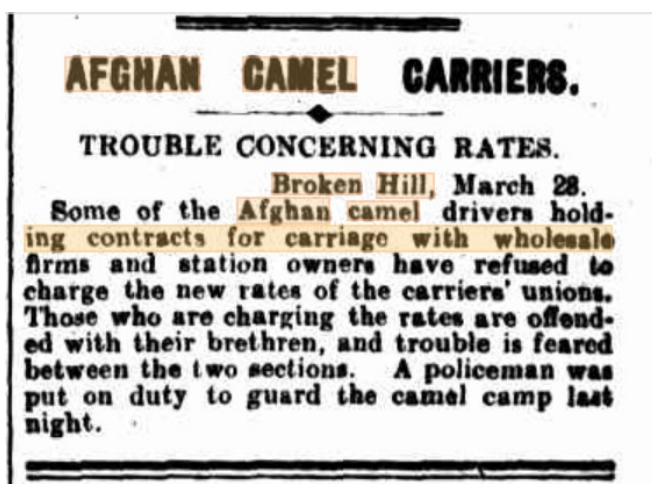 AFGHAN CAMEL CARRIERS.
TROUBLE CONCERNING RATES.
Broken Hill, March 28.
Some of the Afghan camel drivers hold-
ing contracts for carriage with wholesale
firms and station owners have refused to
charge the new rates of the carriers' unions.
Those who are charging the rates are offend-
ed with their brethren, and trouble is feared
between the two sections. A policeman was
put on duty to guard the camel camp last
night.